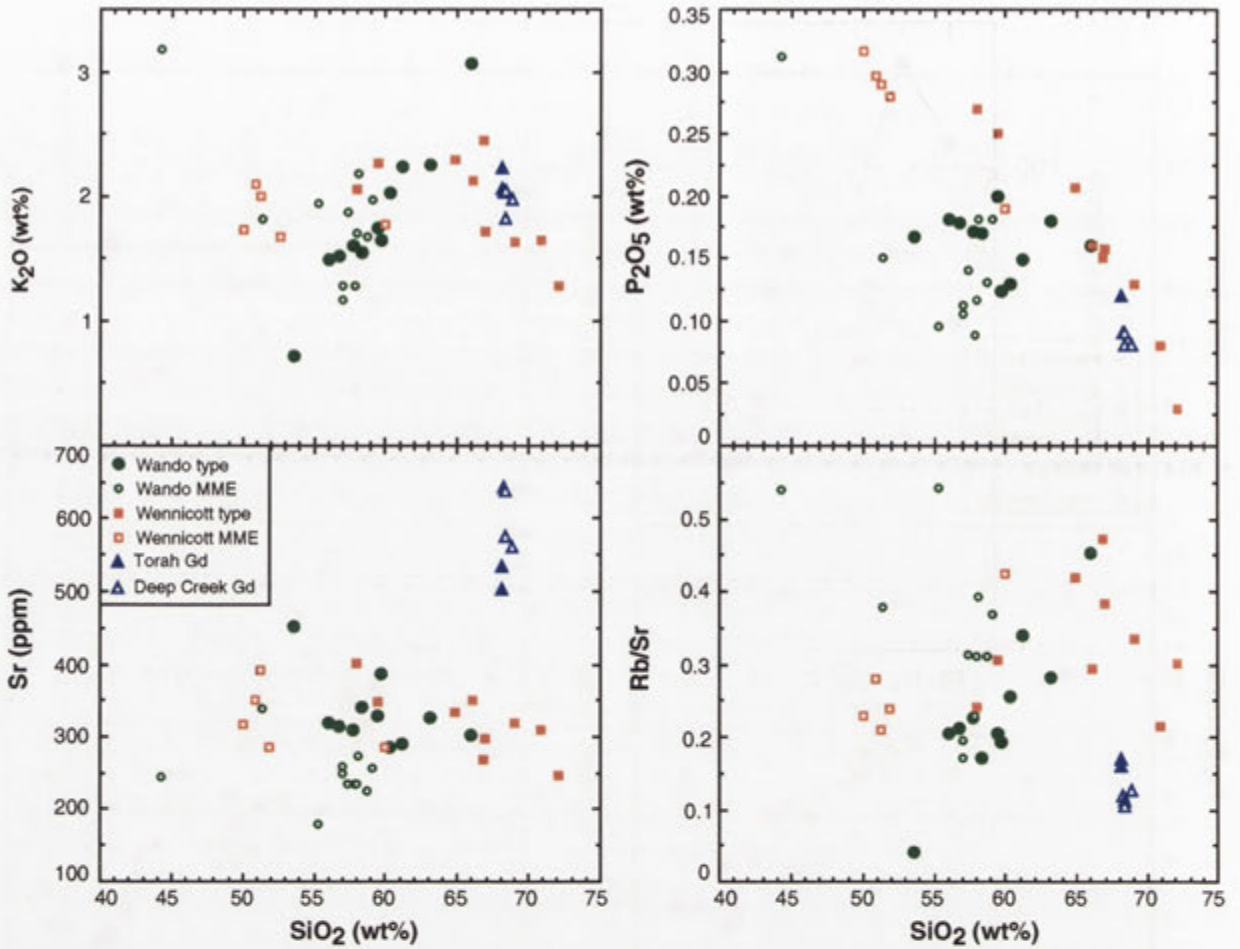 3
2
1
K2O (wt%)
0.35
0.30
0.25
0.20
0.15
0.10
0.05
0
P2O5 (wt%)
700
600
500
400
300
200
100
Sr (ppm)
Wando type
Wando MME
Wennicott type
Wennicott MME
Torah Gd
Deep Creek Gd
40 45 50 55 60 65 70 75
SiO2 (wt%)
0.5
0.4
0.3
0.2
0.1
0
Rb/Sr
40 45 50 55 60 65 70 75
SiO2 (wt%)